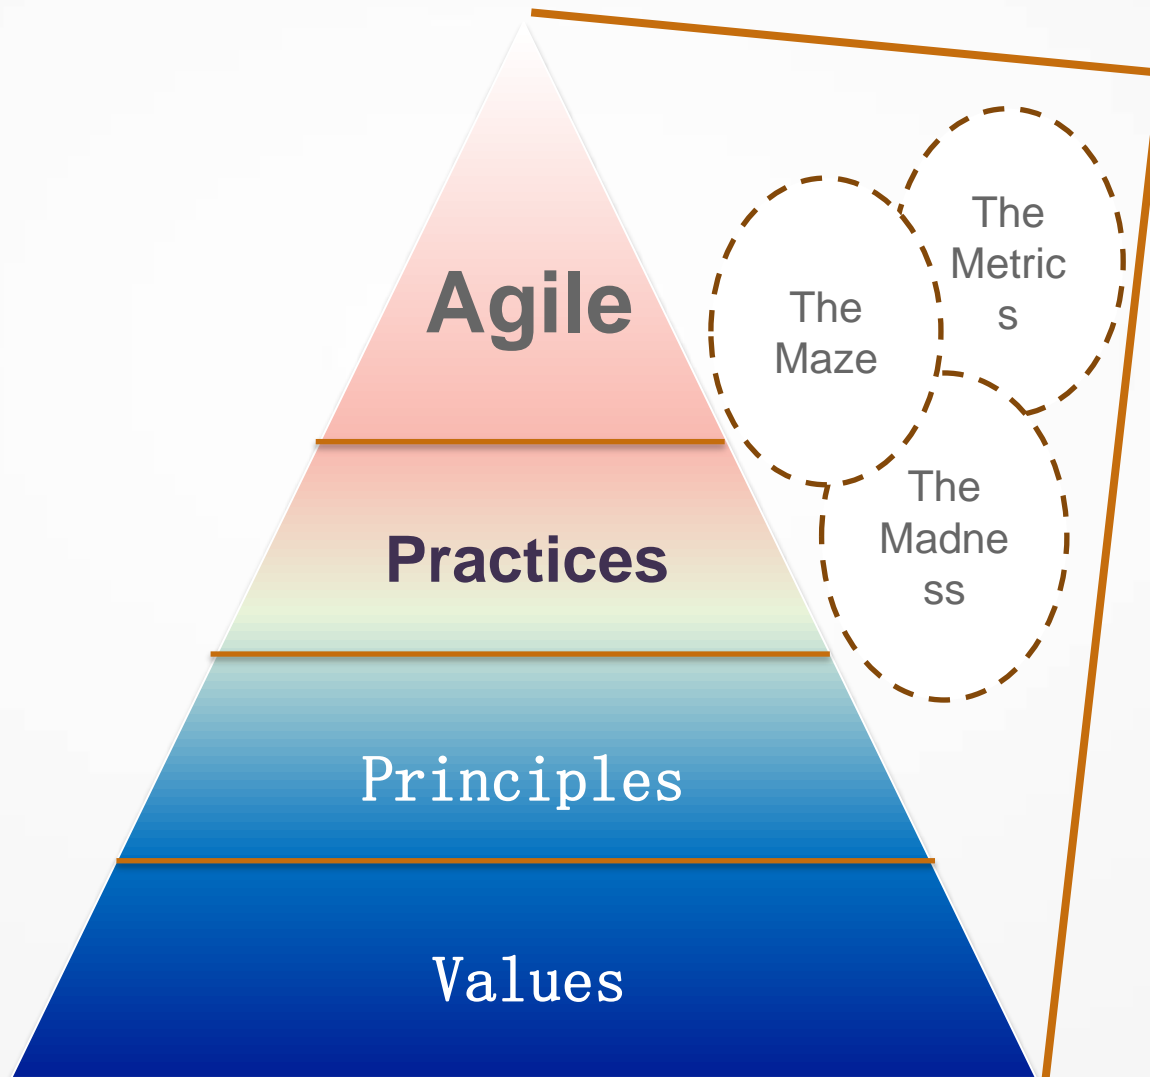 Agile
Practices
Principles
Values
The
Maze
The
Metric
s
The
Madne
ss